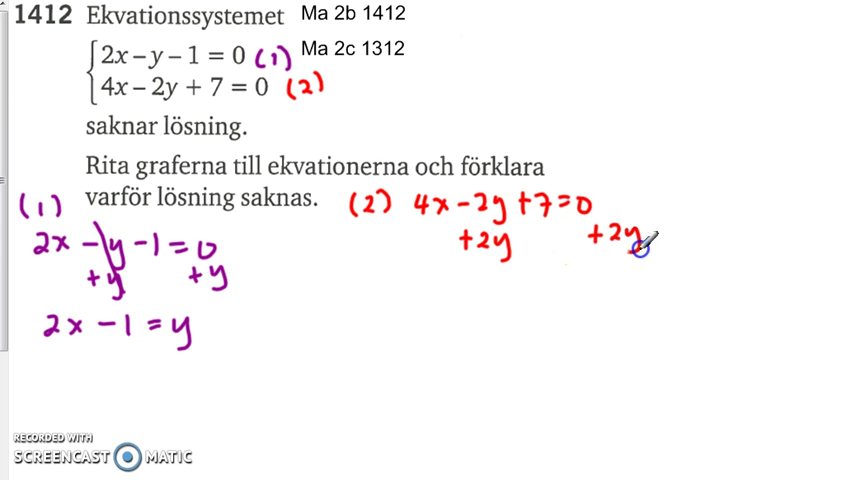 1412 Ekvationssystemet Ma 2b 1412
2x – y – 1 = 0 (1) Ma 2c 1312
4x – 2y + 7 = 0 (2)
saknar lösning.
Rita graferna till ekvationerna och förklara
varför lösning saknas.
(1)
2x - y - 1 = 0
+y +y
2x - 1 = y
(2) 4x - 2y + 7 = 0
+2y +2y
RECORDED WITH
SCREENCAST MATIC